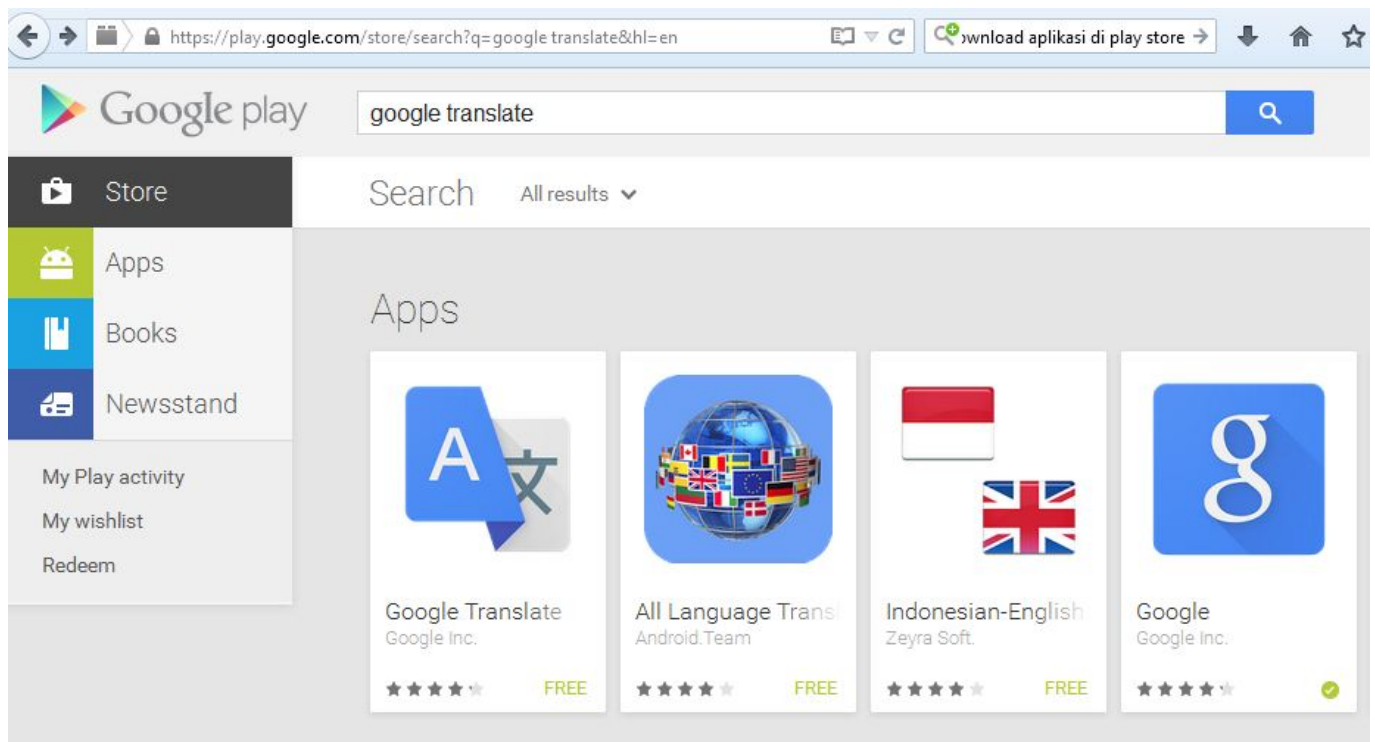 https://play.google.com/store/search?q=google translate&hl=en
wnload aplikasi di play store
Google play
google translate
Store
Search All results
Apps
Books
Newsstand
My Play activity
My wishlist
Redeem
Apps
A 文
Google Translate
Google Inc.
FREE
All Language Trans
Android.Team
FREE
Indonesian-English
Zeyra Soft.
FREE
g
Google
Google Inc.